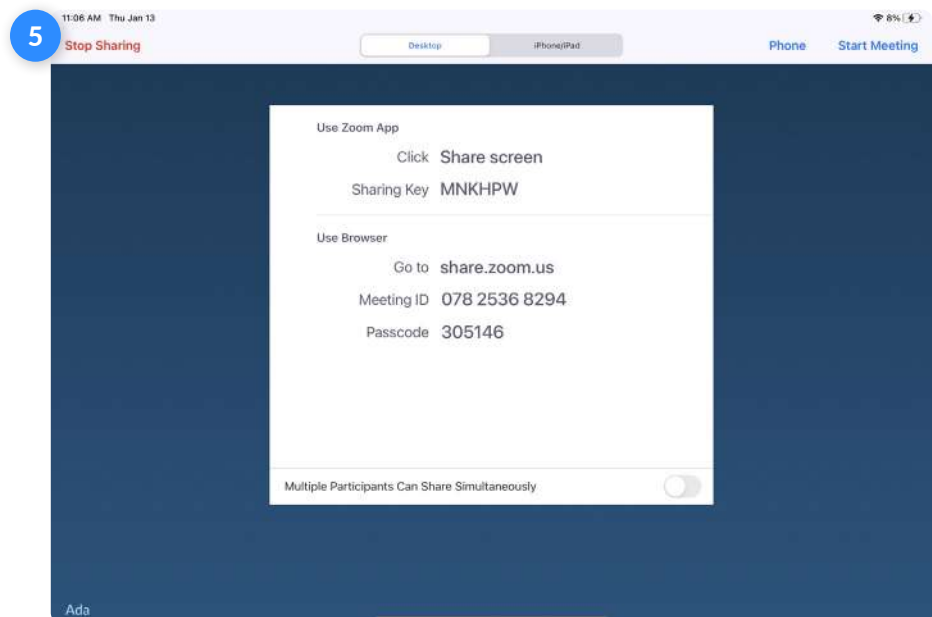 11:06 AM Thu Jan 13
8%
5
Stop Sharing
Desktop
iPhone/iPad
Phone
Start Meeting
Use Zoom App
Click Share screen
Sharing Key MNKHPW
Use Browser
Go to share.zoom.us
Meeting ID 078 2536 8294
Passcode 305146
Multiple Participants Can Share Simultaneously
Ada